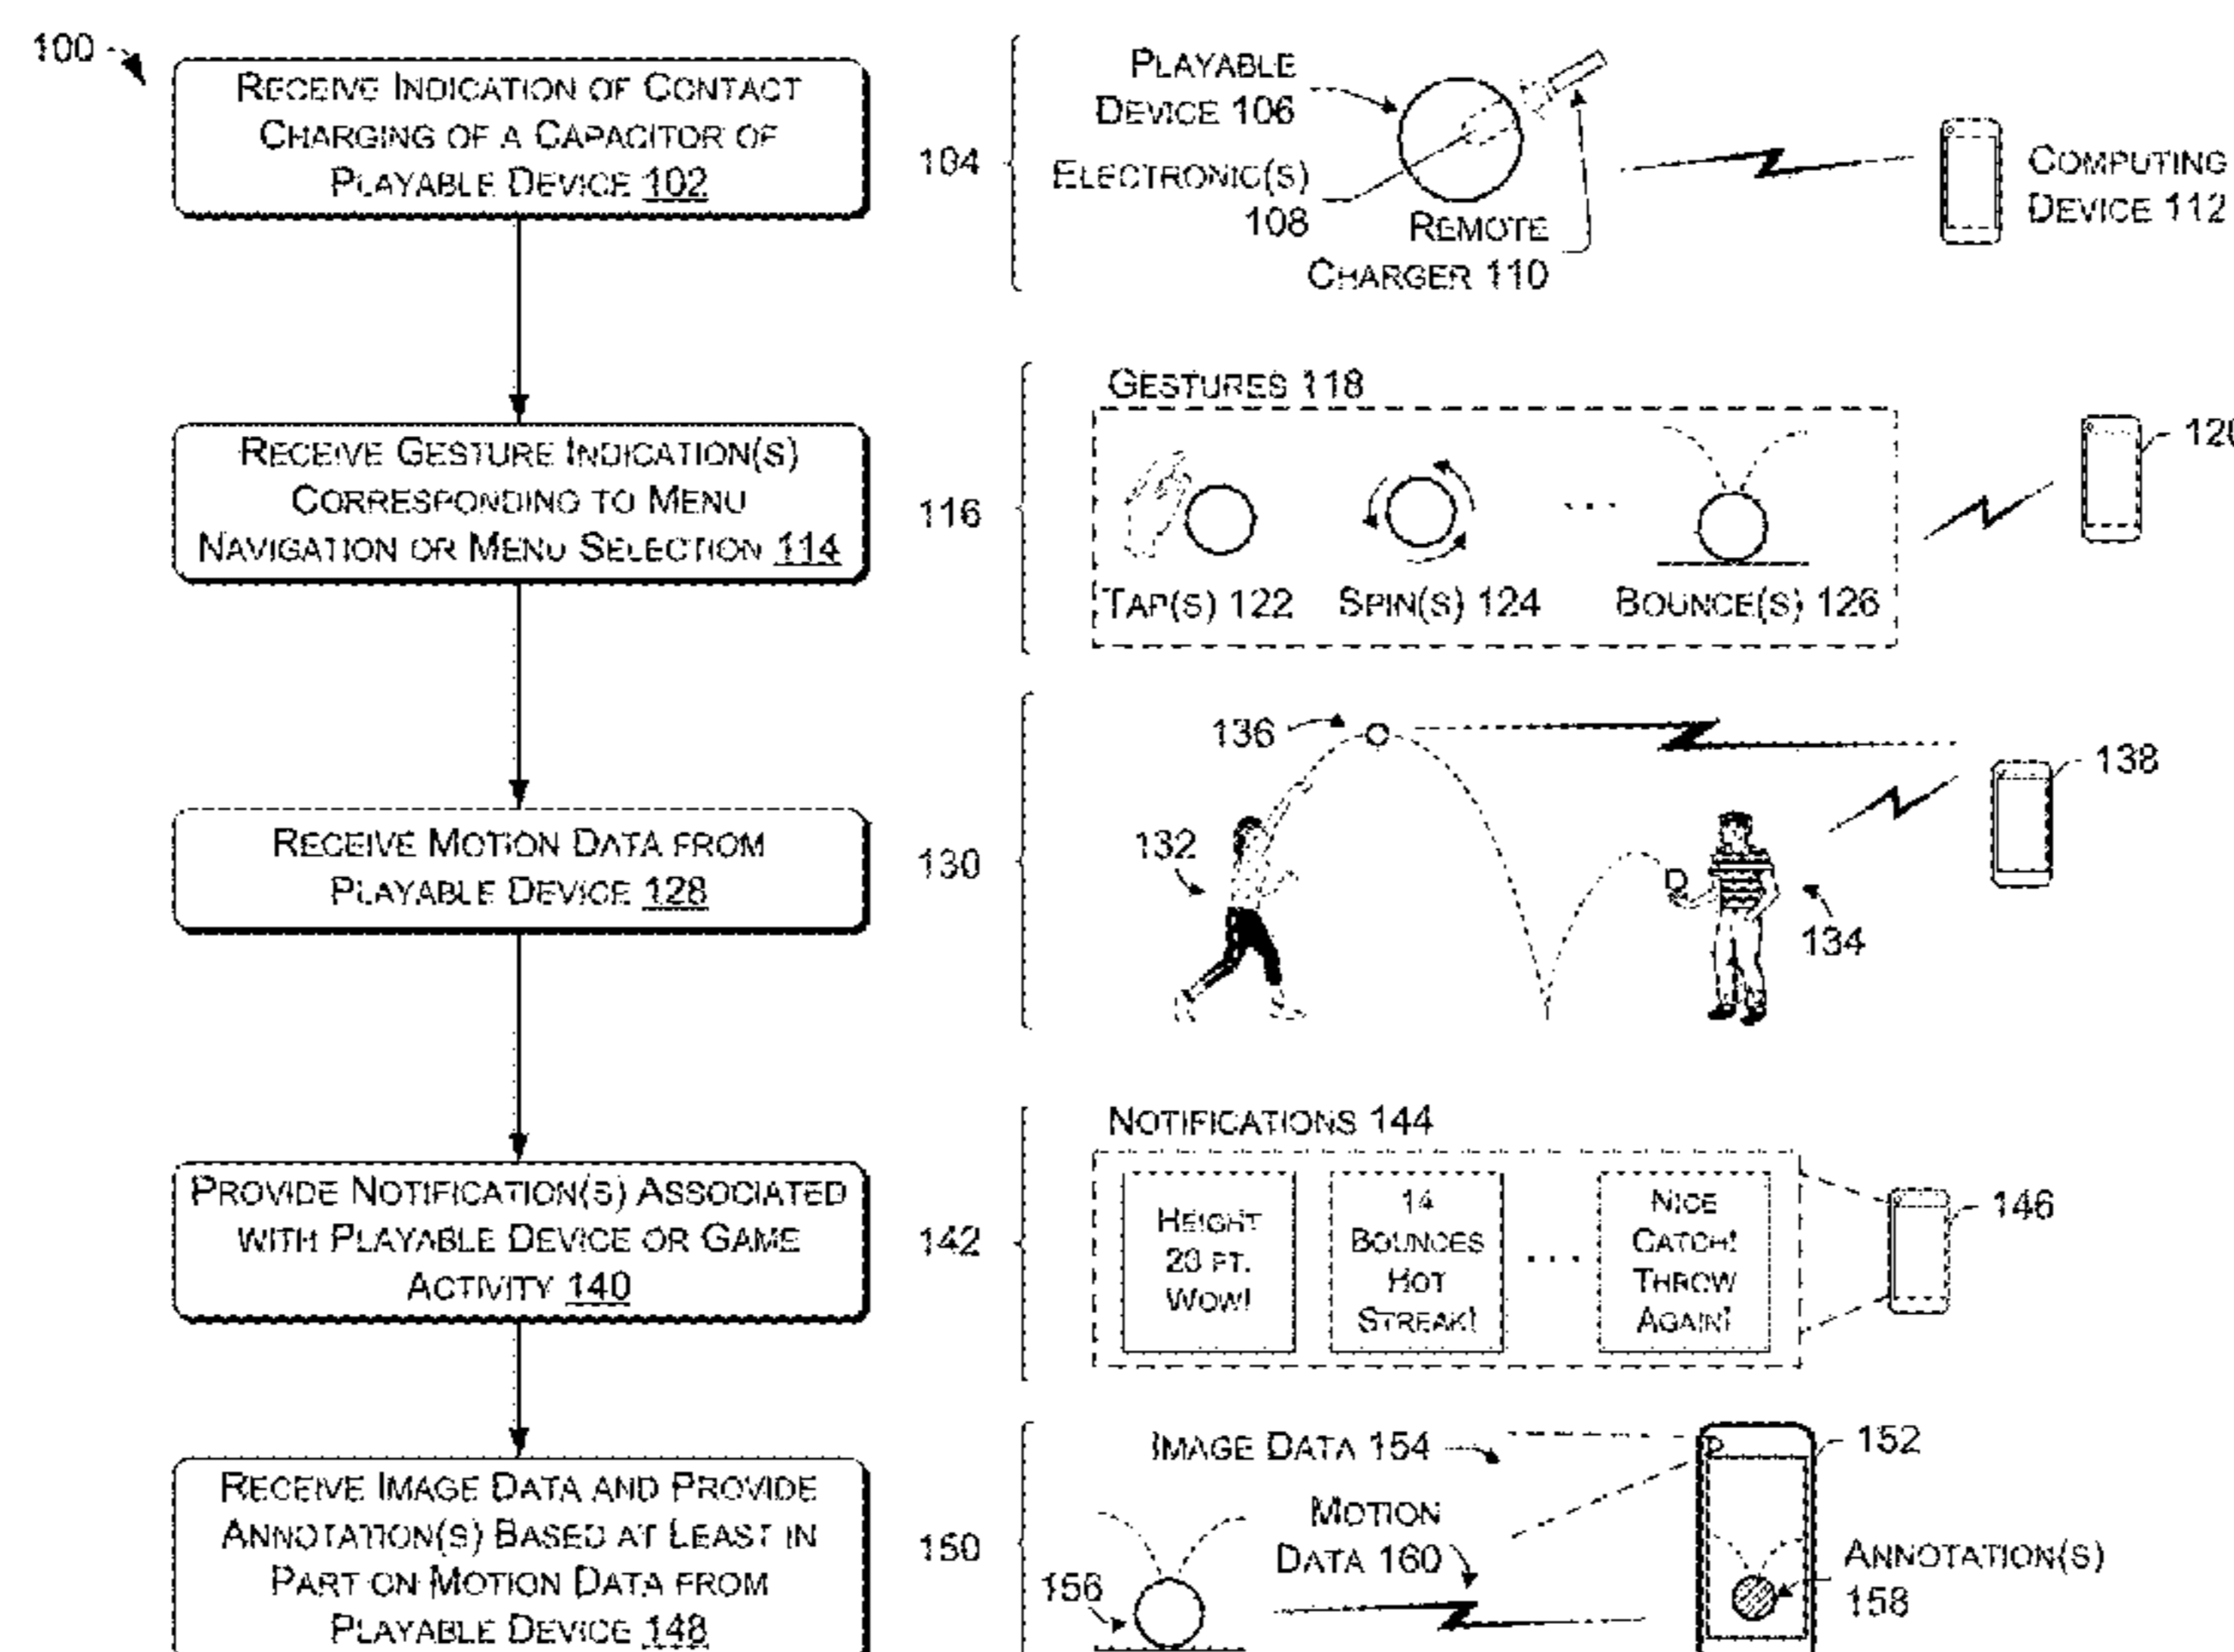 100
RECEIVE INDICATION OF CONTACT
CHARGING OF A CAPACITOR OF
PLAYABLE DEVICE 102
104
PLAYABLE
DEVICE 106
ELECTRONIC(S)
108
REMOTE
CHARGER 110
COMPUTING
DEVICE 112
RECEIVE GESTURE INDICATION(S)
CORRESPONDING TO MENU
NAVIGATION OR MENU SELECTION 114
116
GESTURES 118
120
TAP(S) 122
SPIN(S) 124
...
BOUNCE(S) 126
RECEIVE MOTION DATA FROM
PLAYABLE DEVICE 128
130
132
134
136
138
PROVIDE NOTIFICATION(S) ASSOCIATED
WITH PLAYABLE DEVICE OR GAME
ACTIVITY 140
142
NOTIFICATIONS 144
HEIGHT
FT.
WOW!
14
BOUNCES
HOT
STREAK!
...
NICE
CATCH!
THROW
AGAIN!
146
RECEIVE IMAGE DATA AND PROVIDE
ANNOTATION(S) BASED AT LEAST IN
PART ON MOTION DATA FROM
PLAYABLE DEVICE 148
150
IMAGE DATA 154
152
MOTION
DATA 160
156
ANNOTATION(S)
158